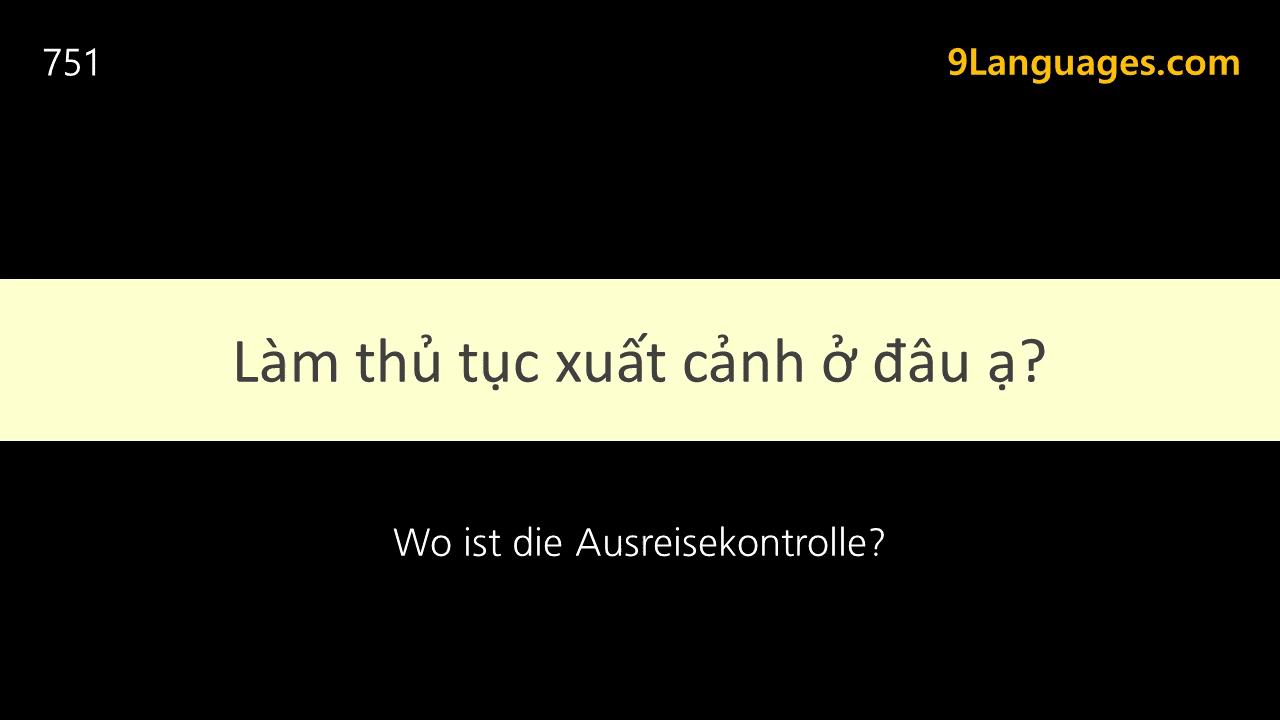 751
9Languages.com
Làm thủ tục xuất cảnh ở đâu ạ?
Wo ist die Ausreisekontrolle?